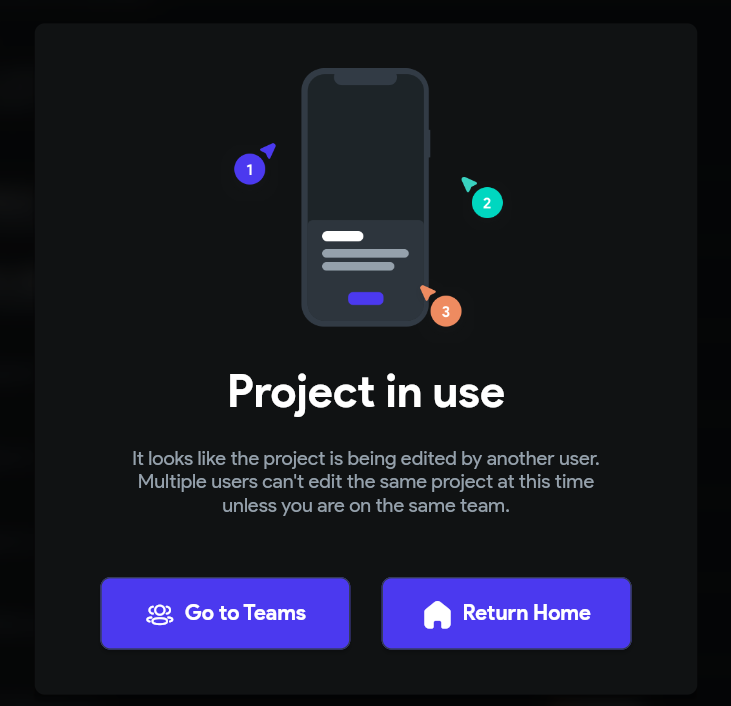 1
2
3
Project in use
It looks like the project is being edited by another user.
Multiple users can't edit the same project at this time
unless you are on the same team.
Go to Teams
Return Home